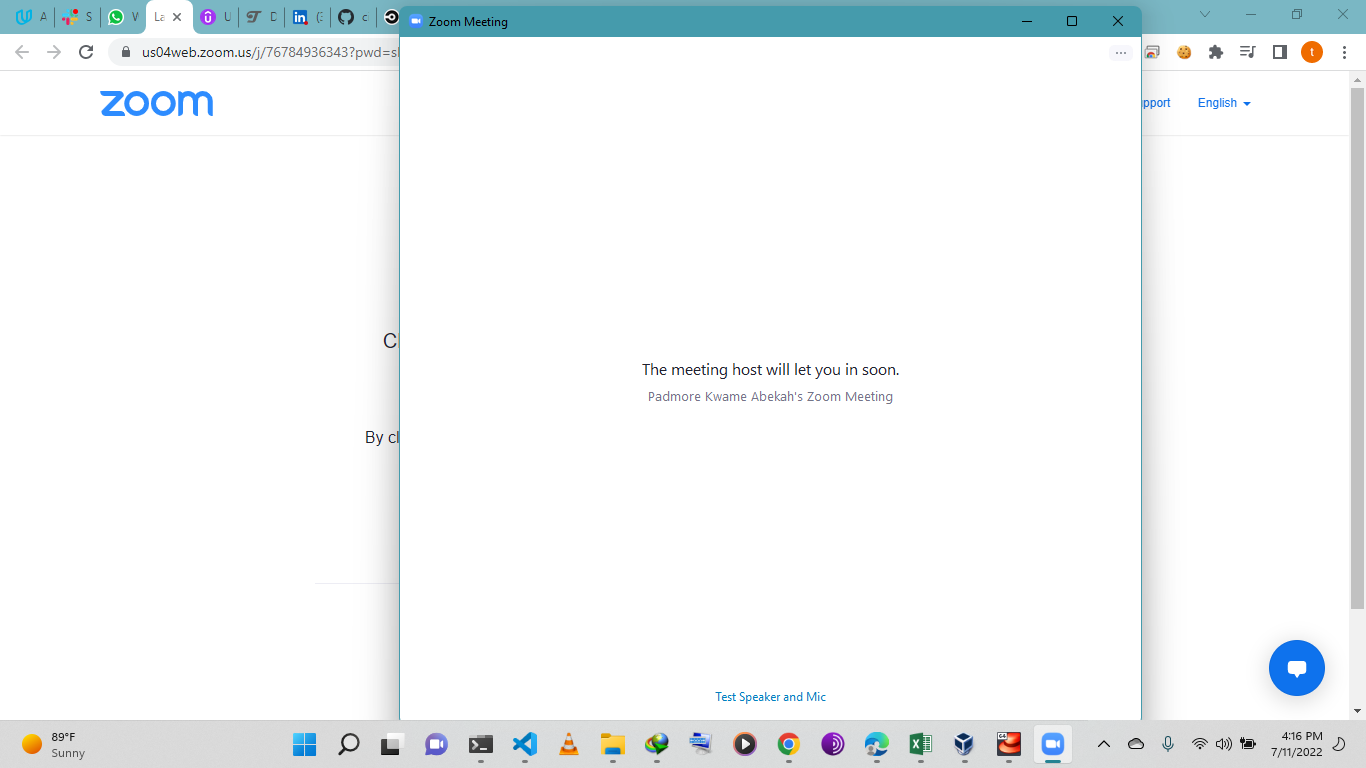 Zoom Meeting
us04web.zoom.us/j/76784936343?pwd=s
t
zoom
pport
English
The meeting host will let you in soon.
Padmore Kwame Abekah's Zoom Meeting
By cl
Test Speaker and Mic
89°F
Sunny
64
4:16 PM
7/11/2022